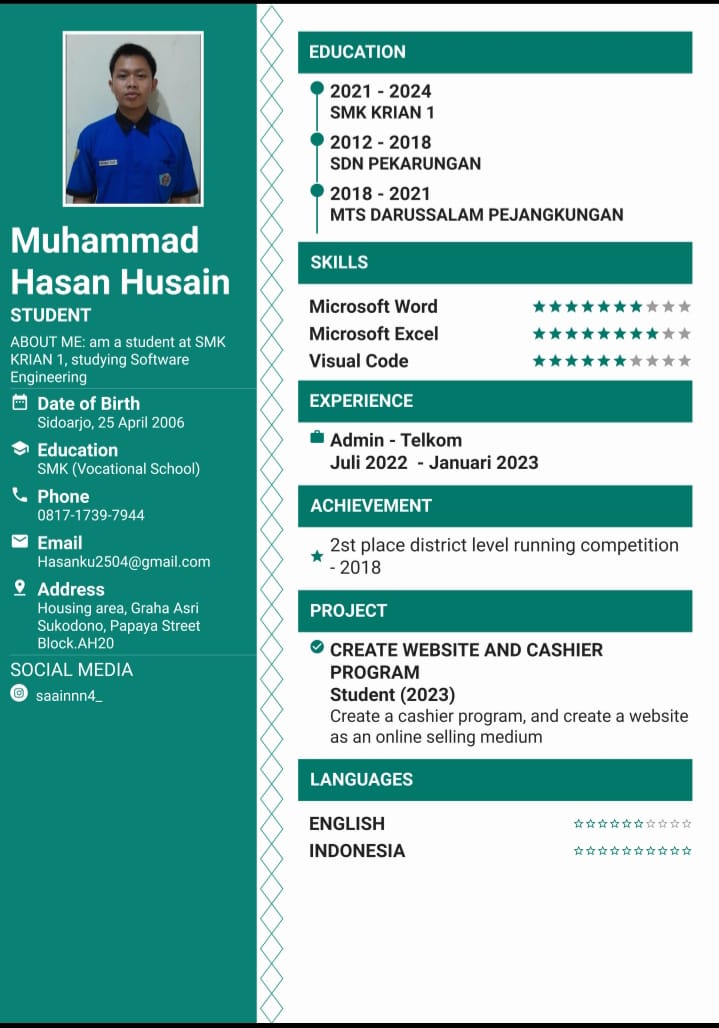 Muhammad
Hasan Husain
STUDENT
ABOUT ME: am a student at SMK
KRIAN 1, studying Software
Engineering
Date of Birth
Sidoarjo, 25 April 2006
Education
SMK (Vocational School)
Phone
0817-1739-7944
Email
Hasanku2504@gmail.com
Address
Housing area, Graha Asri
Sukodono, Papaya Street
Block.AH20
SOCIAL MEDIA
saainnn4_
EDUCATION
2021 - 2024
SMK KRIAN 1
2012 - 2018
SDN PEKARUNGAN
2018 - 2021
MTS DARUSSALAM PEJANGKUNGAN
SKILLS
Microsoft Word
Microsoft Excel
Visual Code
EXPERIENCE
Admin - Telkom
Juli 2022 - Januari 2023
ACHIEVEMENT
2st place district level running competition
- 2018
PROJECT
CREATE WEBSITE AND CASHIER
PROGRAM
Student (2023)
Create a cashier program, and create a website
as an online selling medium
LANGUAGES
ENGLISH
INDONESIA